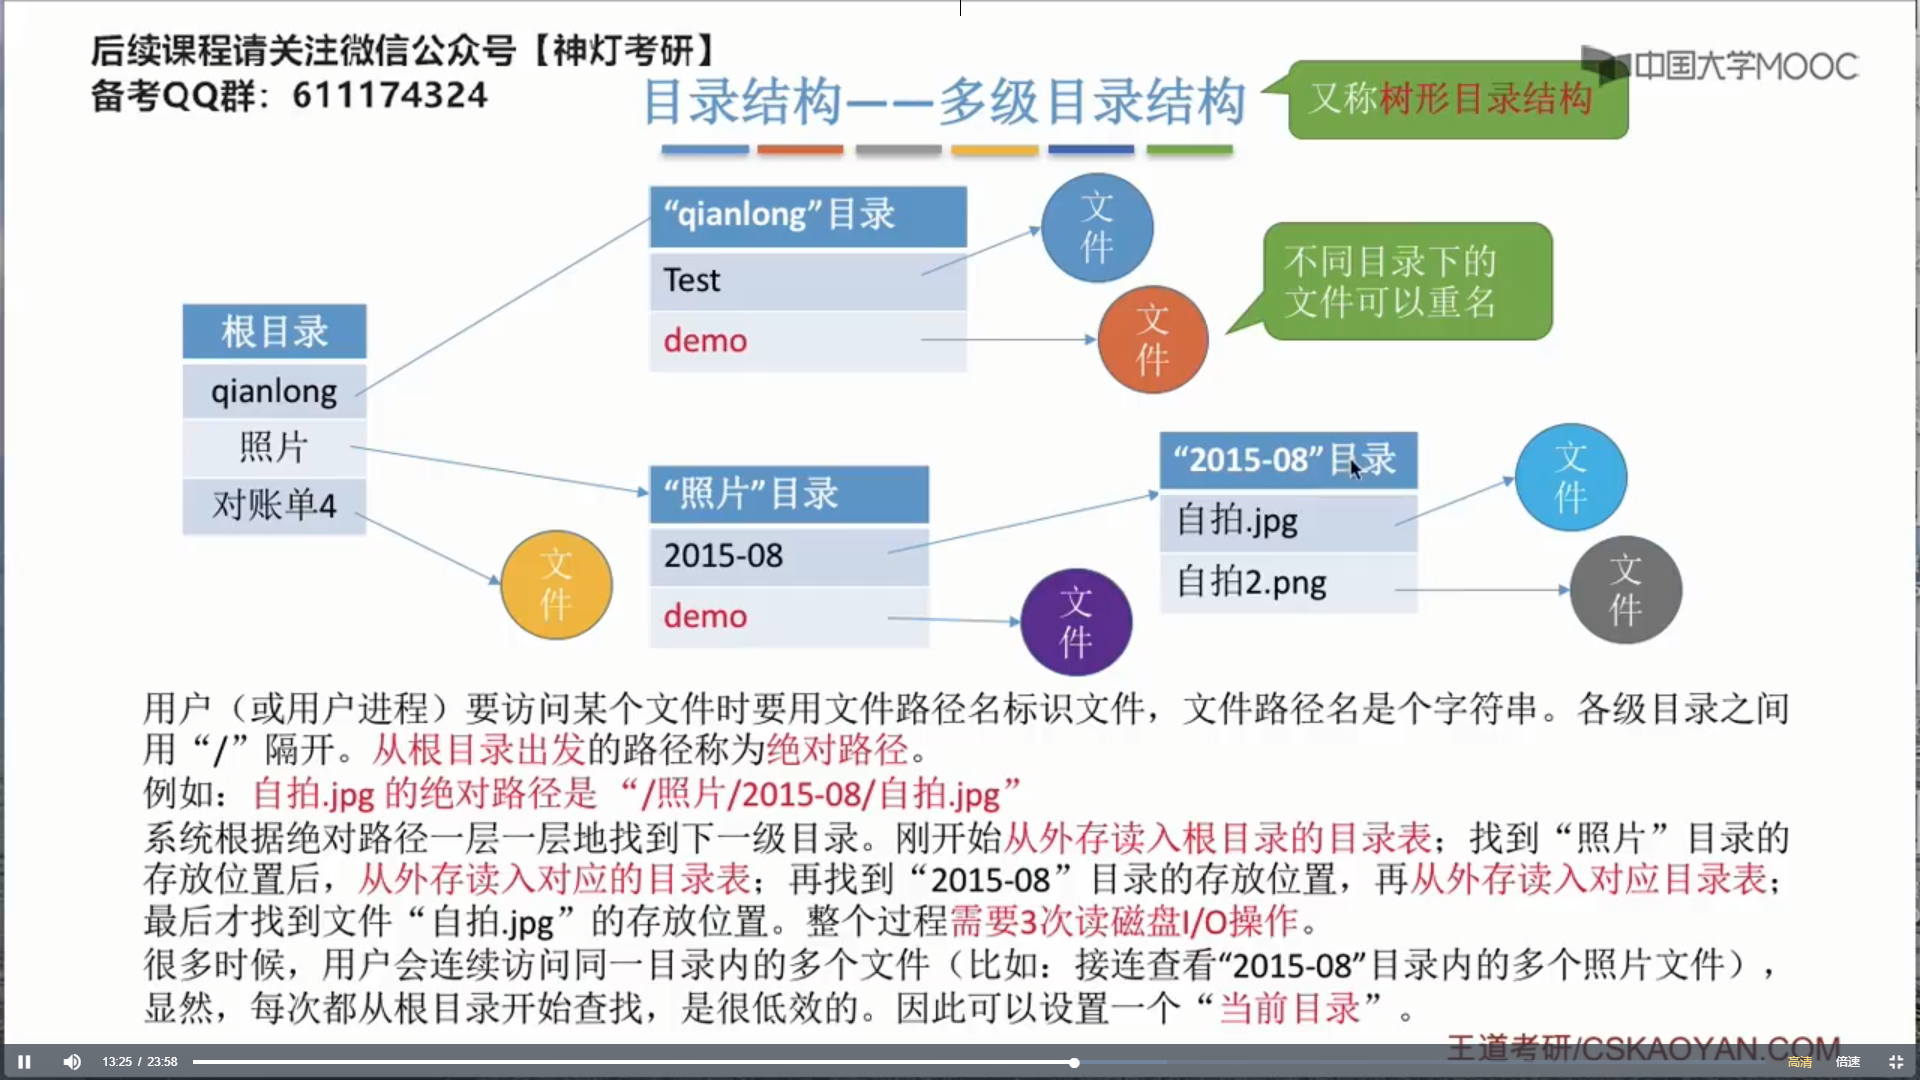 后续课程请关注微信公众号【神灯考研】
备考QQ群：611174324
中国大学MOOC
目录结构——多级目录结构
又称树形目录结构
“qianlong”目录
Test
demo
文件
文件
不同目录下的
文件可以重名
根目录
qianlong
照片
对账单4
文件
“照片”目录
2015-08
demo
文件
“2015-08”目录
自拍.jpg
自拍2.png
文件
文件
用户（或用户进程）要访问某个文件时要用文件路径名标识文件，文件路径名是个字符串。各级目录之间
用“/”隔开。从根目录出发的路径称为绝对路径。
例如：自拍.jpg 的绝对路径是“/照片/2015-08/自拍.jpg”
系统根据绝对路径一层一层地找到下一级目录。刚开始从外存读入根目录的目录表；找到“照片”目录的
存放位置后，从外存读入对应的目录表；再找到“2015-08”目录的存放位置，再从外存读入对应目录表；
最后才找到文件“自拍.jpg”的存放位置。整个过程需要3次读磁盘I/O操作。
很多时候，用户会连续访问同一目录内的多个文件（比如：接连查看“2015-08”目录内的多个照片文件），
显然，每次都从根目录开始查找，是很低效的。因此可以设置一个“当前目录”。
王道考研/CSKAOYAN.COM
13:25 / 23:58
高清
倍速